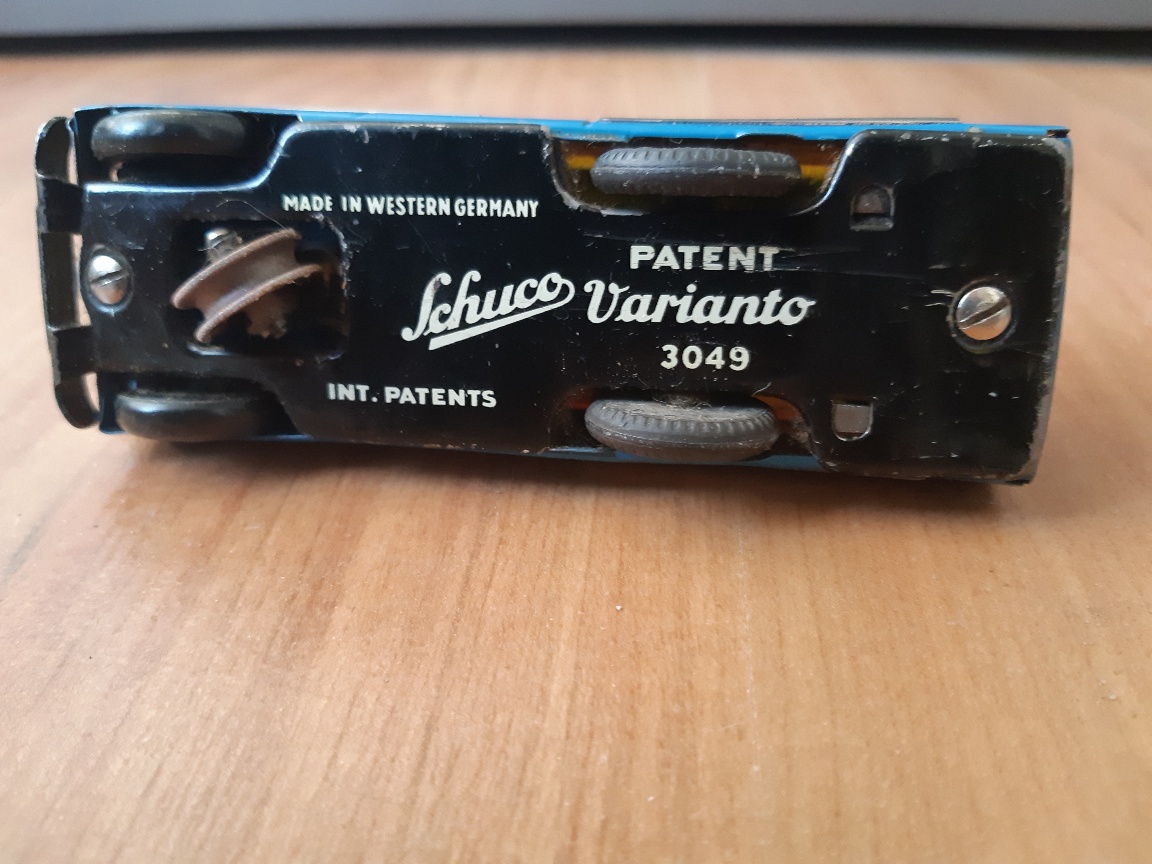 MADE IN WESTERN GERMANY
PATENT
Schuco Varianto
3049
INT. PATENTS